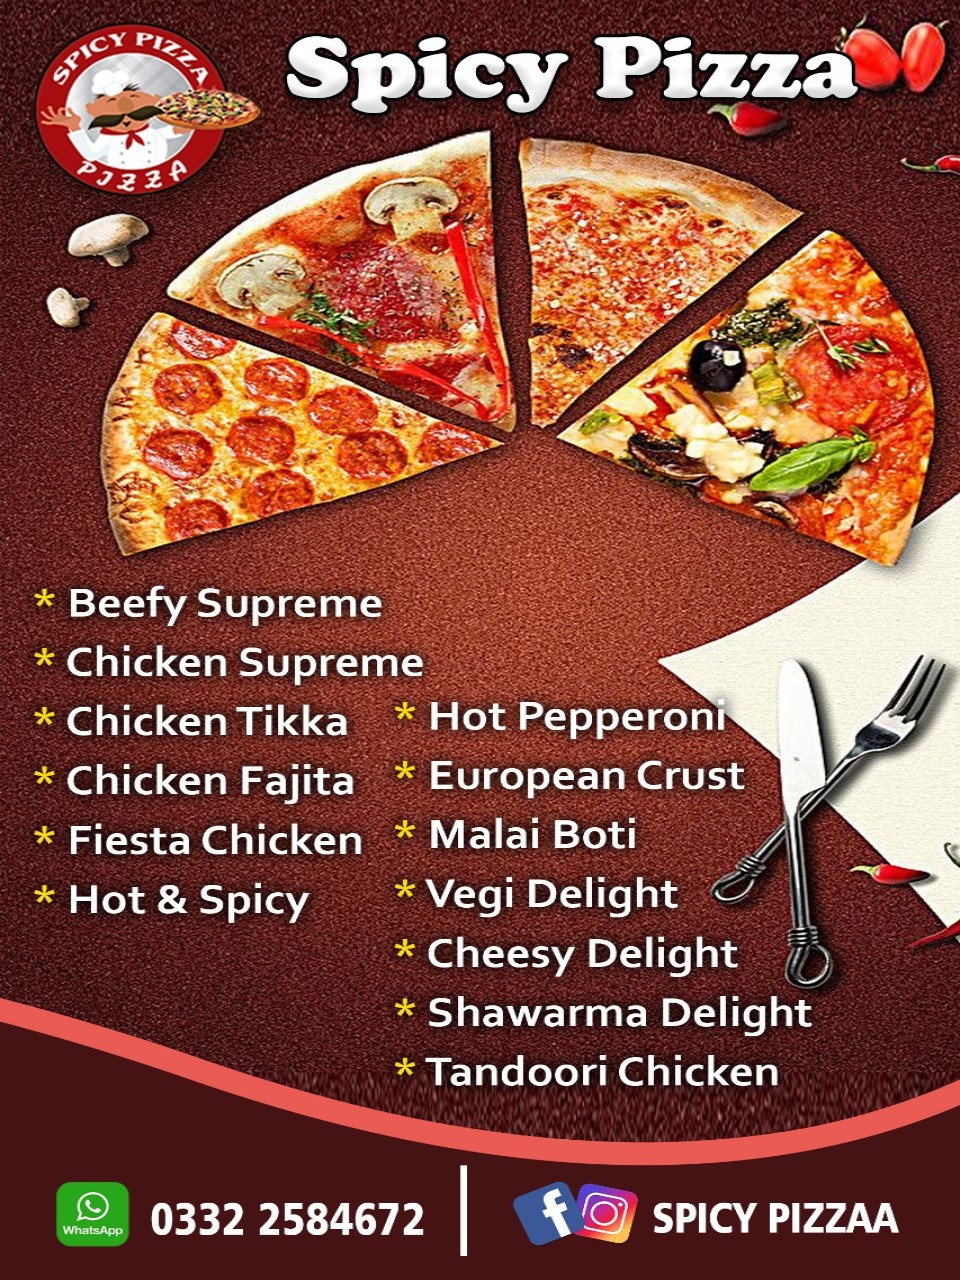 SPICY PIZZA
PIZZA
Spicy Pizza
* Beefy Supreme
* Chicken Supreme
* Chicken Tikka
* Chicken Fajita
* Fiesta Chicken
* Hot & Spicy
* Hot Pepperoni
* European Crust
* Malai Boti
* Vegi Delight
* Cheesy Delight
* Shawarma Delight
* Tandoori Chicken
WhatsApp
0332 2584672
SPICY PIZZAA